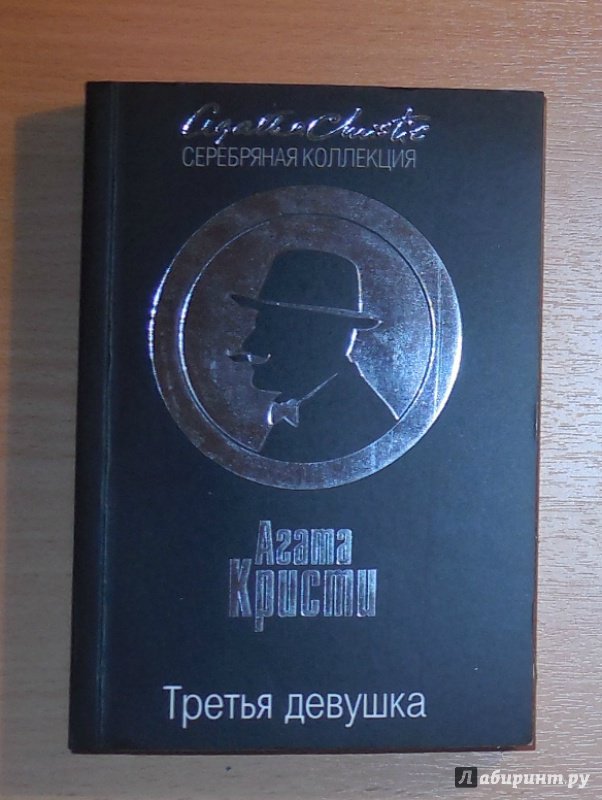 Agatha Christie
СЕРЕБРЯНАЯ КОЛЛЕКЦИЯ
Агата
Кристи
Третья девушка
Лабиринт.ру